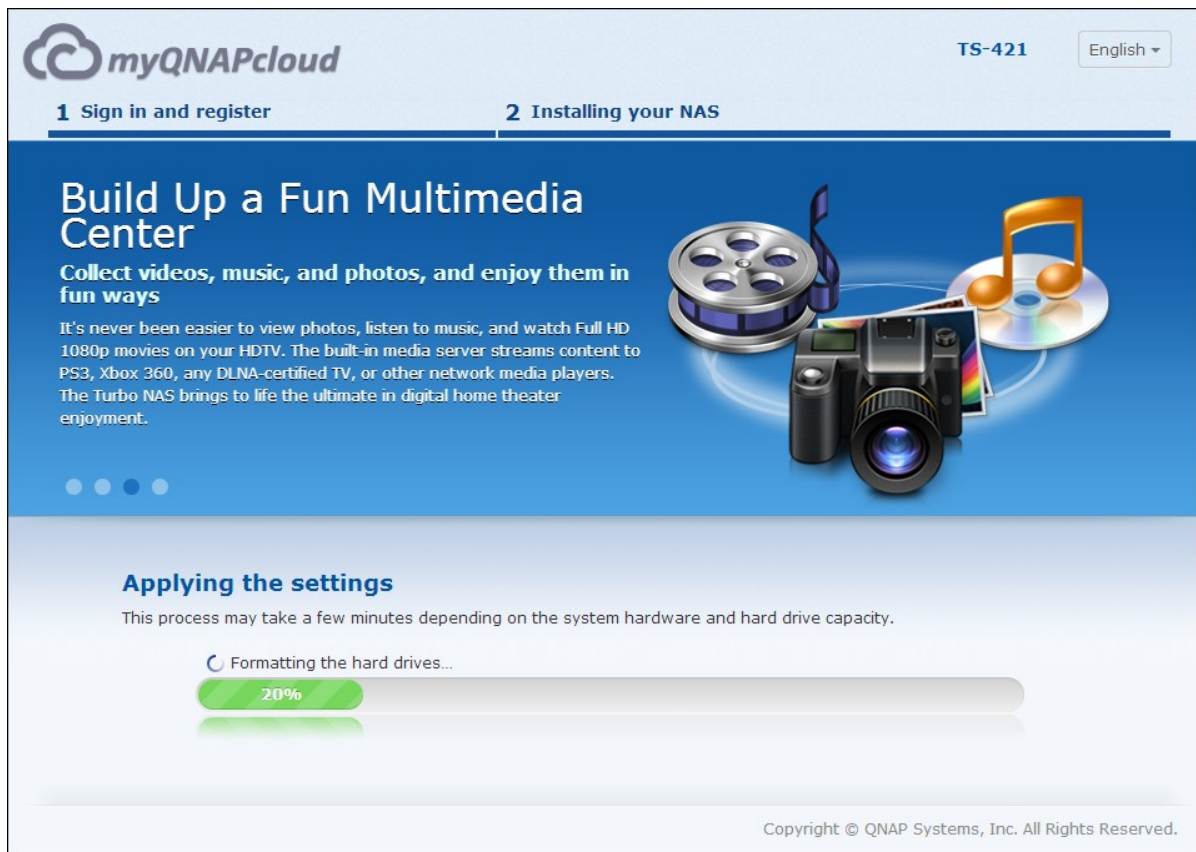 myQNAPcloud
TS-421
English
1 Sign in and register
2 Installing your NAS
Build Up a Fun Multimedia
Center
Collect videos, music, and photos, and enjoy them in
fun ways
It's never been easier to view photos, listen to music, and watch Full HD
1080p movies on your HDTV. The built-in media server streams content to
PS3, Xbox 360, any DLNA-certified TV, or other network media players.
The Turbo NAS brings to life the ultimate in digital home theater
enjoyment.
Applying the settings
This process may take a few minutes depending on the system hardware and hard drive capacity.
Formatting the hard drives...
20%
Copyright © QNAP Systems, Inc. All Rights Reserved.